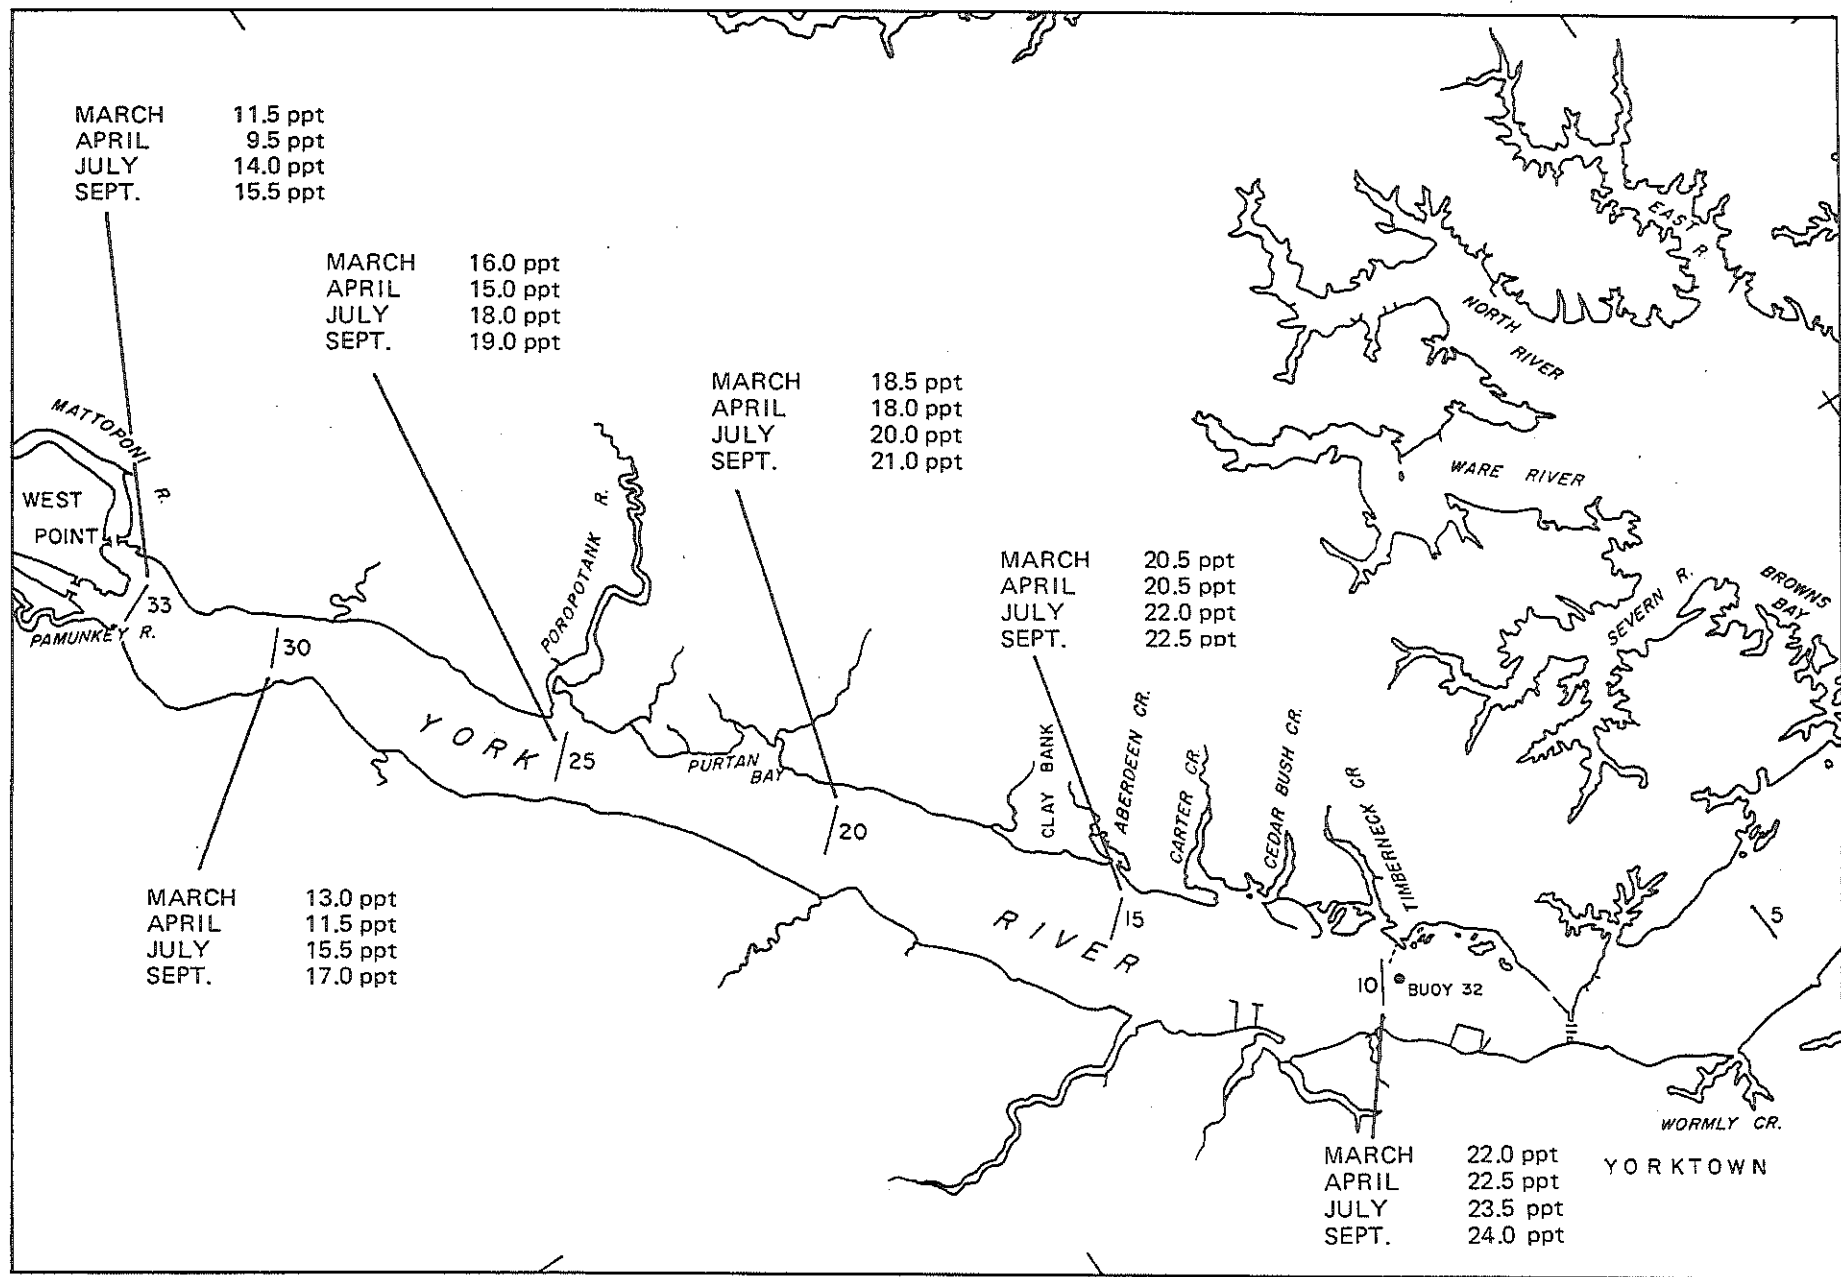 MARCH 11.5 ppt
APRIL 9.5 ppt
JULY 14.0 ppt
SEPT. 15.5 ppt
MARCH 16.0 ppt
APRIL 15.0 ppt
JULY 18.0 ppt
SEPT. 19.0 ppt
MARCH 18.5 ppt
APRIL 18.0 ppt
JULY 20.0 ppt
SEPT. 21.0 ppt
MARCH 20.5 ppt
APRIL 20.5 ppt
JULY 22.0 ppt
SEPT. 22.5 ppt
MARCH 13.0 ppt
APRIL 11.5 ppt
JULY 15.5 ppt
SEPT. 17.0 ppt
MARCH 22.0 ppt
APRIL 22.5 ppt
JULY 23.5 ppt
SEPT. 24.0 ppt
MATTOPONI R.
WEST
POINT
PAMUNKEY R.
33
30
25
20
15
10
5
YORK
RIVER
POROPOTANK R.
PURTAN
BAY
CLAY BANK
ABERDEEN CR.
CARTER CR.
CEDAR BUSH CR.
TIMBERNECK CR
BUOY 32
EAST
R.
NORTH
RIVER
WARE RIVER
SEVERN R.
BROWNS
BAY
WORMLY CR.
YORKTOWN